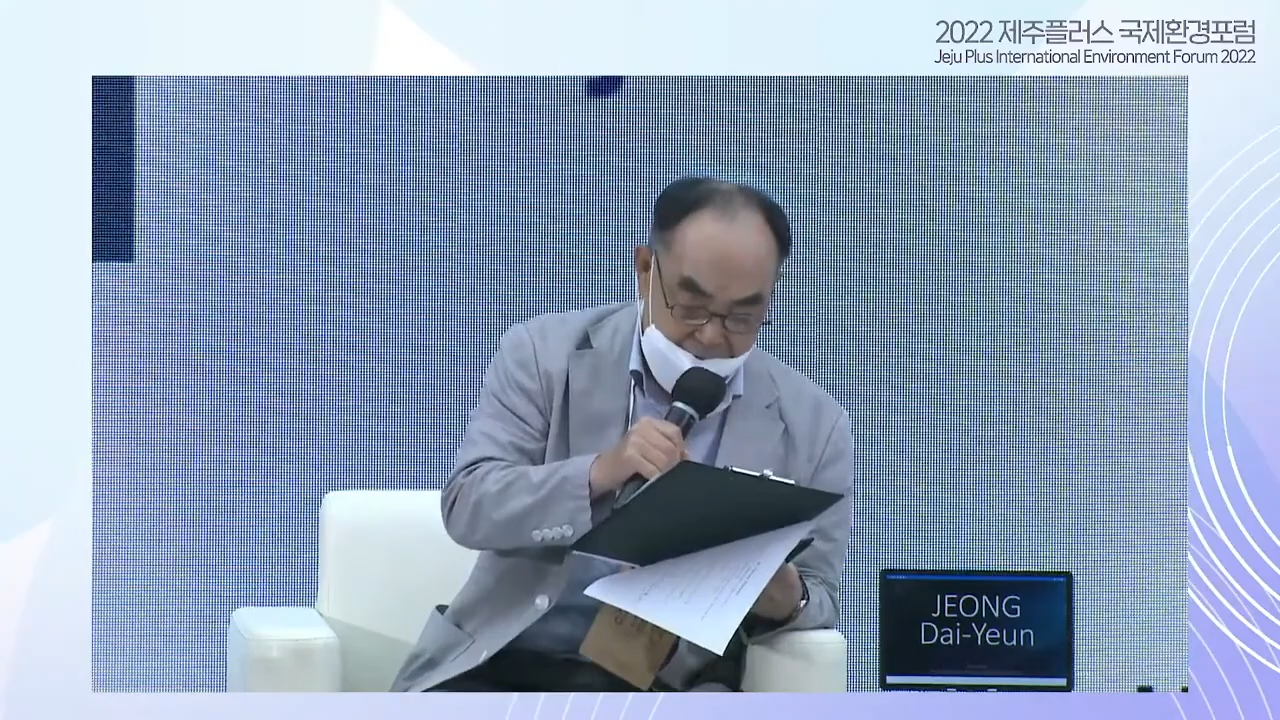 2022 제주플러스 국제환경포럼
Jeju Plus International Environment Forum 2022
JEONG
Dai-Yeun